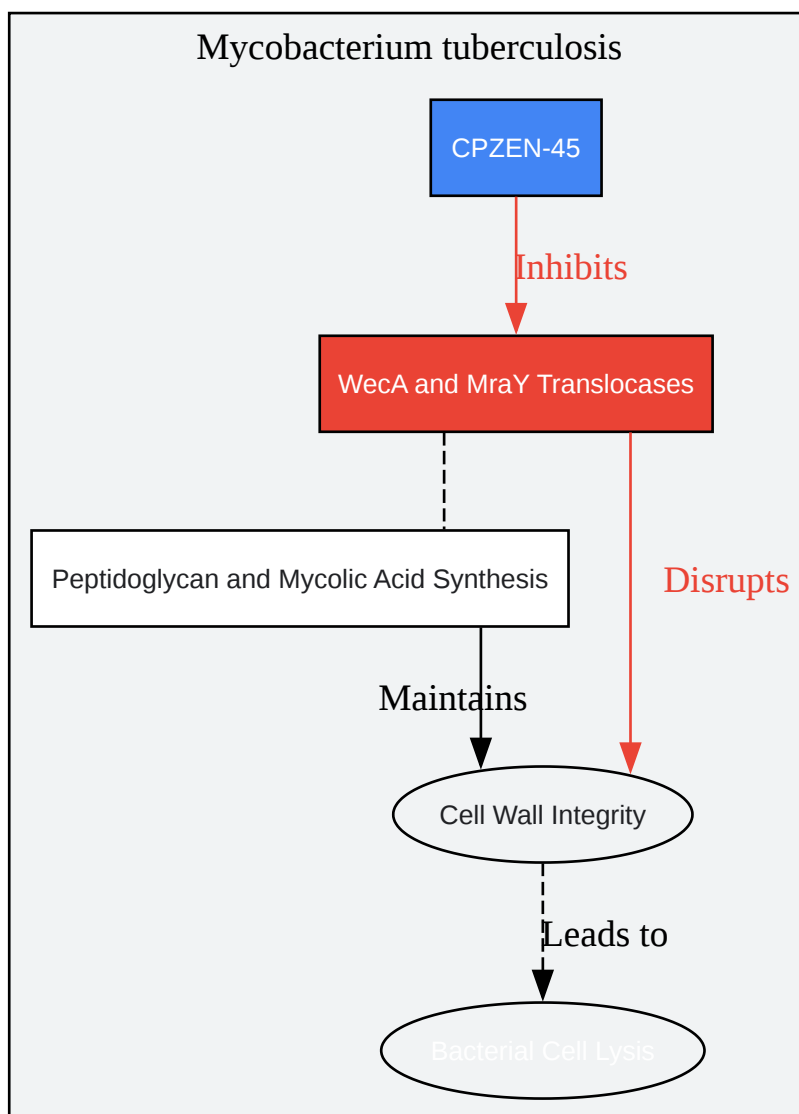 Mycobacterium tuberculosis
CPZEN-45
Inhibits
WecA and MraY Translocases
Peptidoglycan and Mycolic Acid Synthesis
Disrupts
Maintains
Cell Wall Integrity
Leads to
Bacterial Cell Lysis